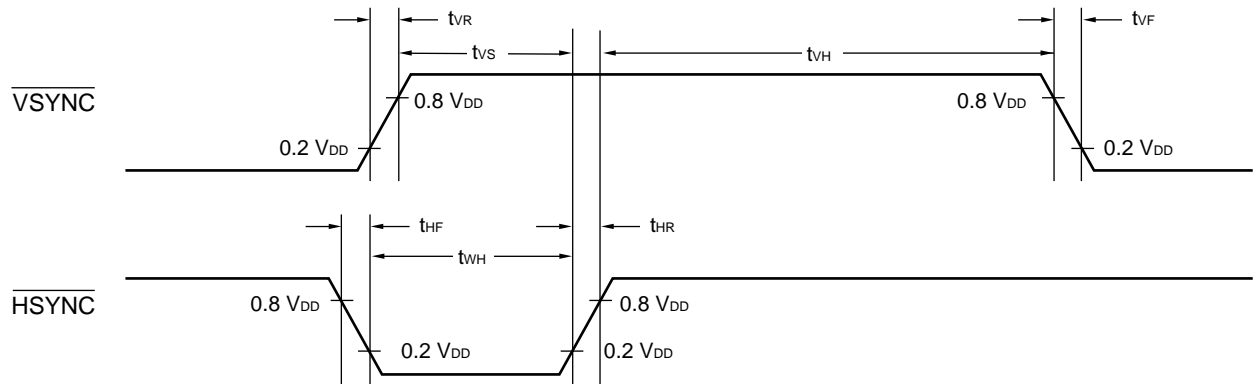 tVR
tVF
tVS
tVH
VSYNC
0.8 VDD
0.8 VDD
0.2 VDD
0.2 VDD
tHF
tHR
tWH
HSYNC
0.8 VDD
0.8 VDD
0.2 VDD
0.2 VDD